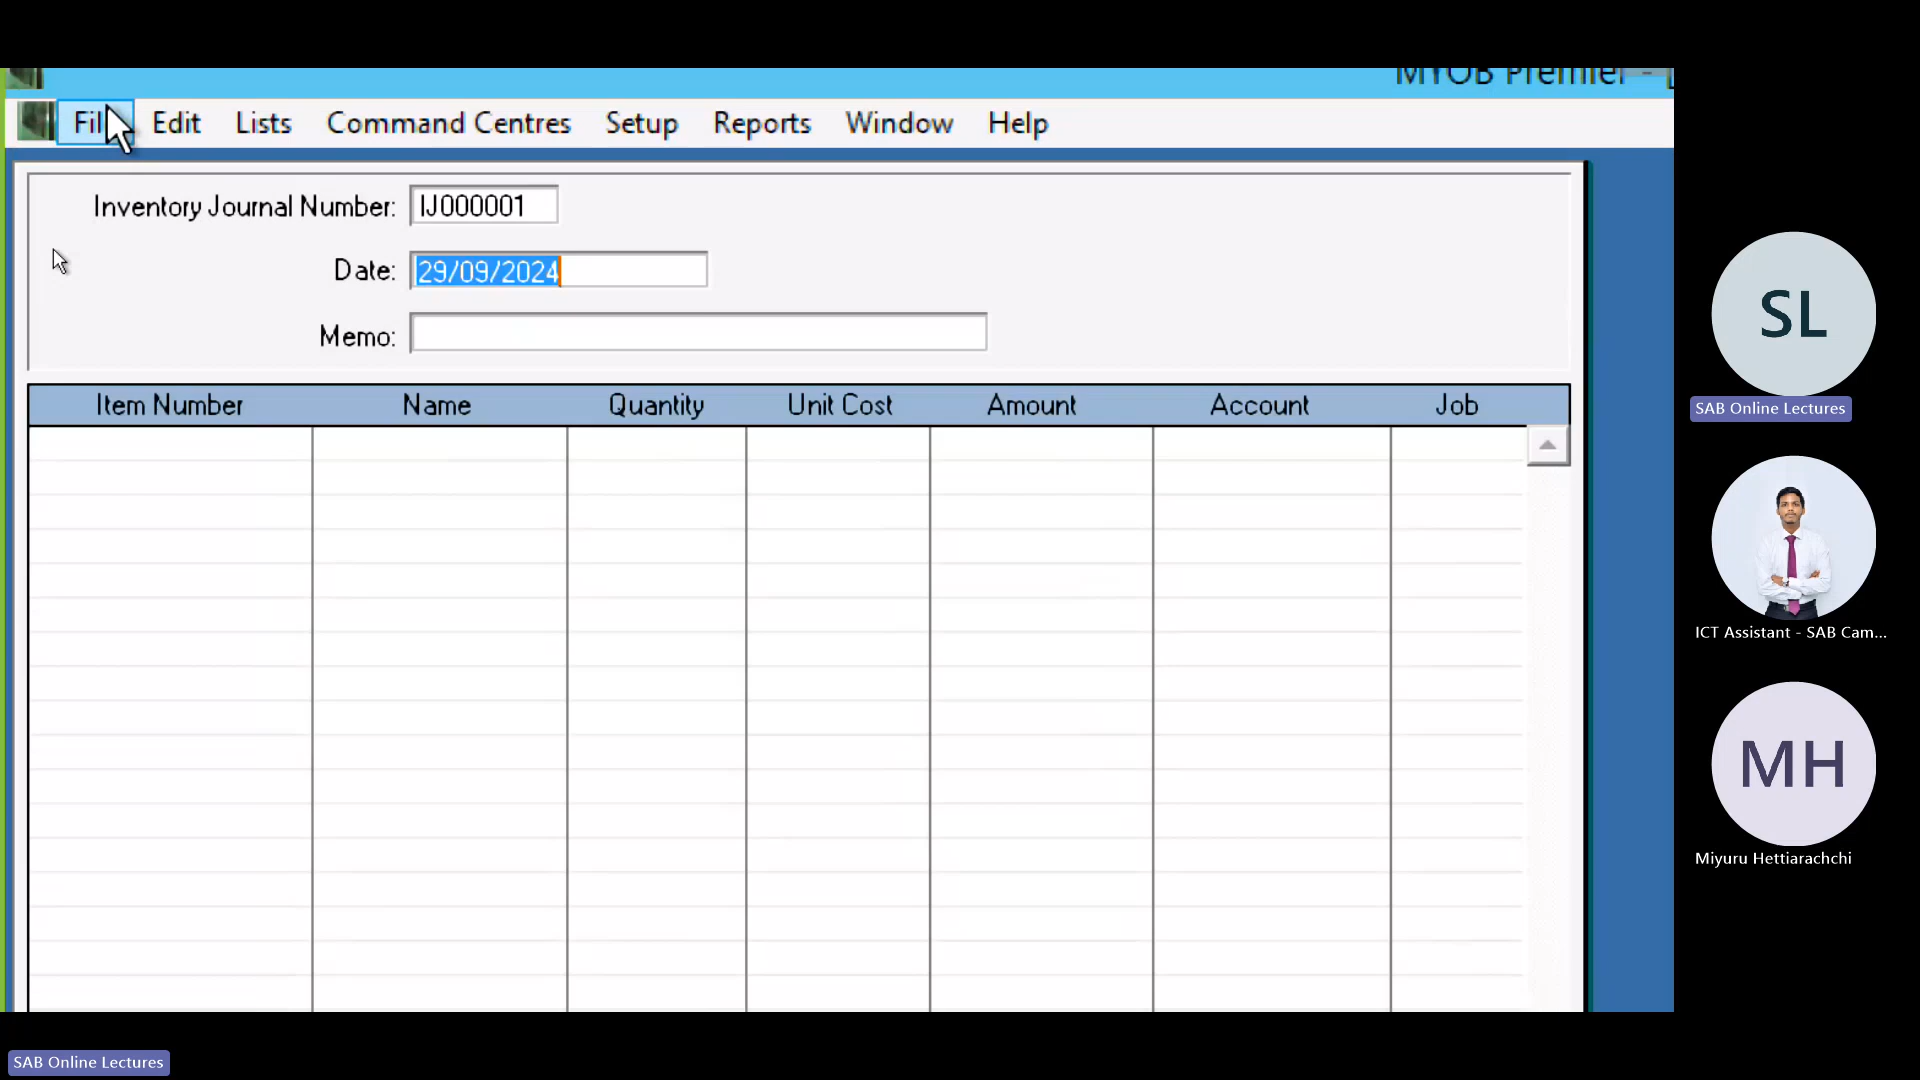 MYOB Premier
Fil Edit Lists Command Centres Setup Reports Window Help
Inventory Journal Number: IJ000001
Date: 29/09/2024
Memo:
Item Number Name Quantity Unit Cost Amount Account Job
SL
SAB Online Lectures
ICT Assistant - SAB Cam...
MH
Miyuru Hettiarachchi
SAB Online Lectures